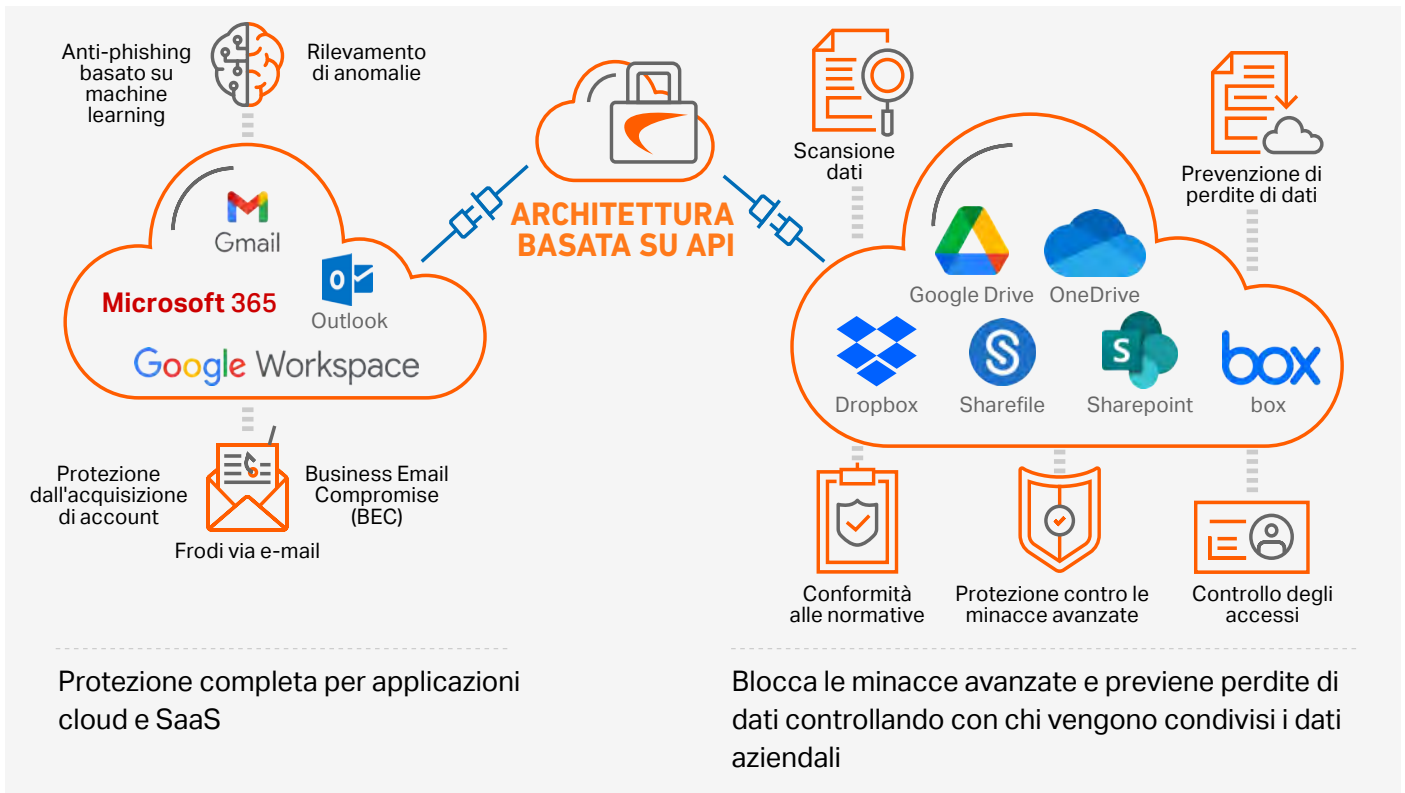 Anti-phishing
basato su
machine
learning
Rilevamento
di anomalie
Gmail
Microsoft 365
Outlook
Google Workspace
Protezione
dall'acquisizione
di account
Business Email
Compromise
(BEC)
Frodi via e-mail
ARCHITETTURA
BASATA SU API
Scansione
dati
Prevenzione di
perdite di dati
Google Drive
OneDrive
Dropbox
Sharefile
S
Sharepoint
box
box
Conformità
alle normative
Protezione contro le
minacce avanzate
Controllo degli
accessi
Protezione completa per applicazioni
cloud e SaaS
Blocca le minacce avanzate e previene perdite di
dati controllando con chi vengono condivisi i dati
aziendali